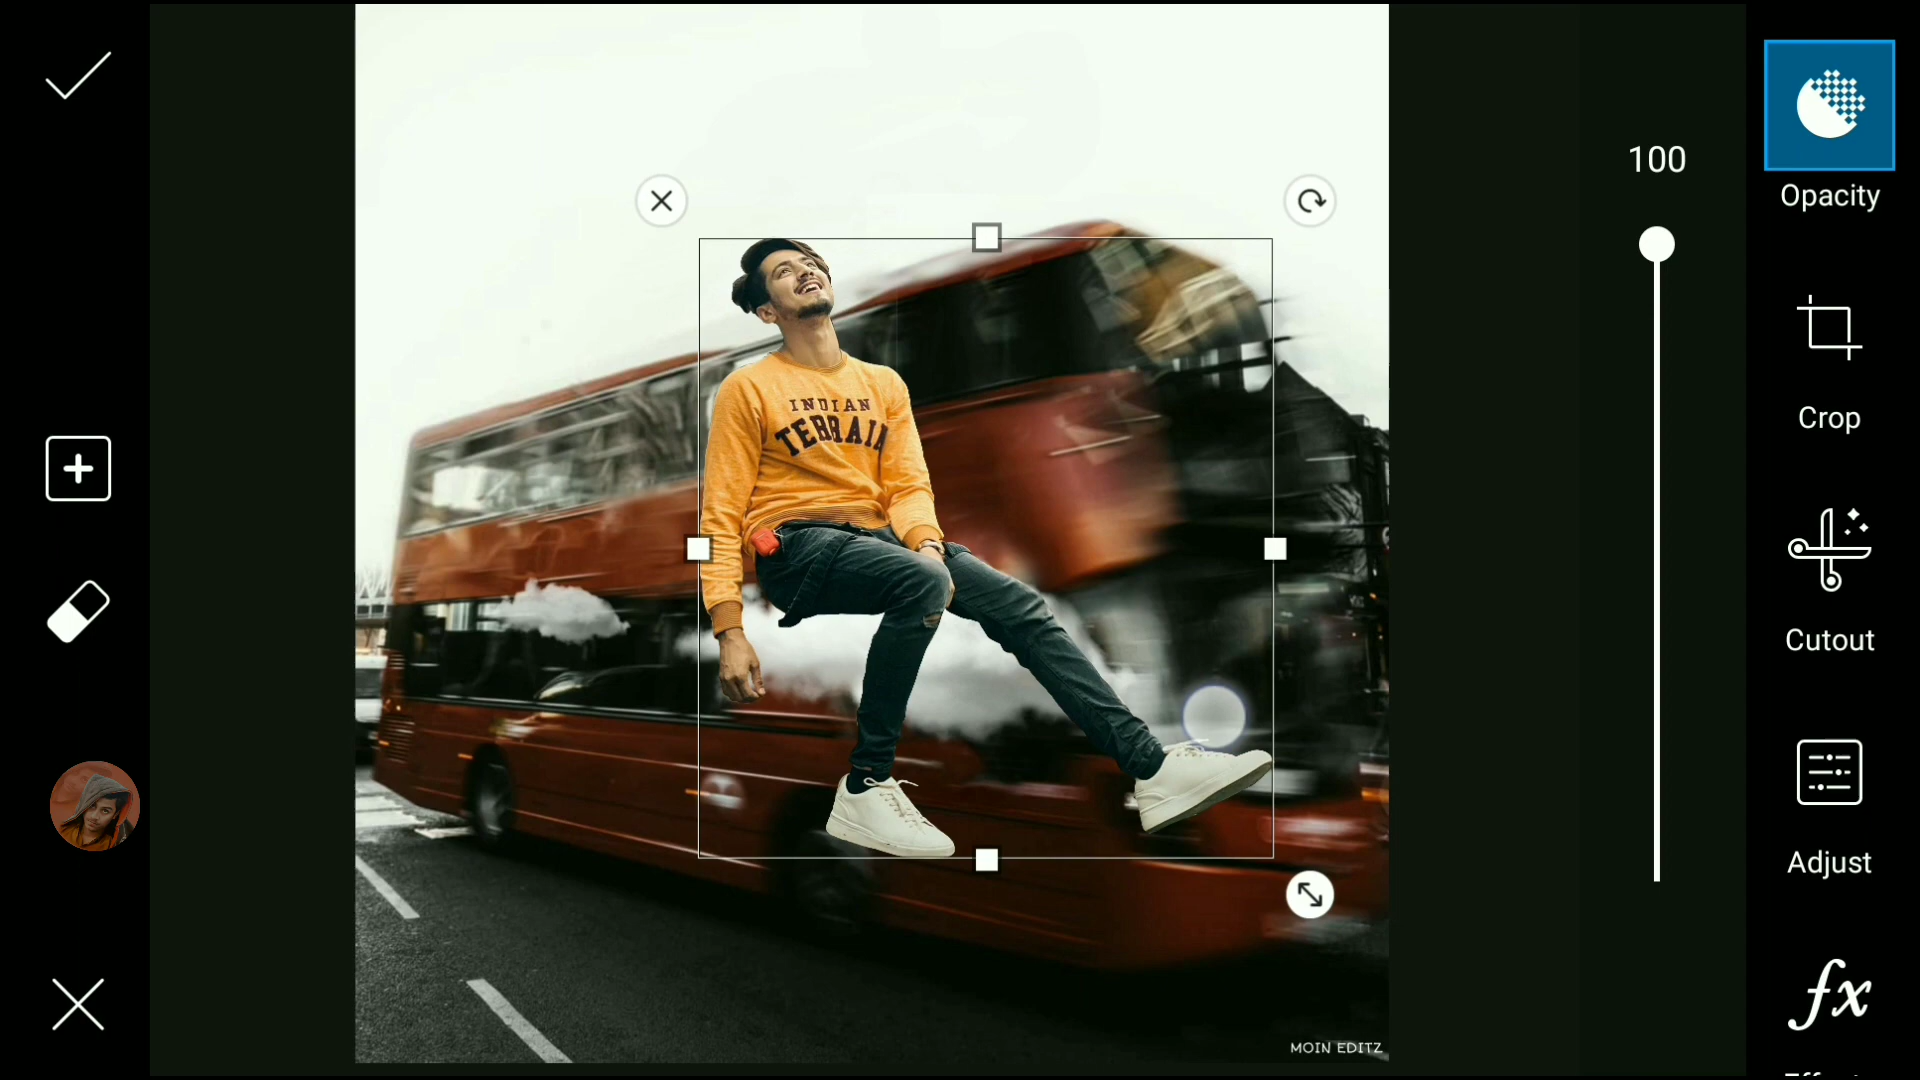 100
Opacity
Crop
INDIAN
TERRAIN
Cutout
Adjust
fx
MOIN EDITZ